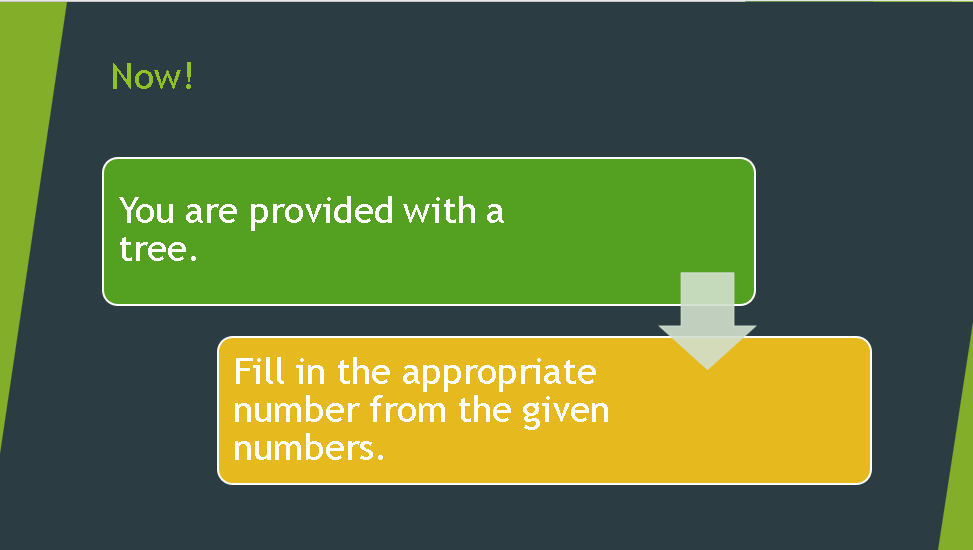 Now!
You are provided with a
tree.
Fill in the appropriate
number from the given
numbers.